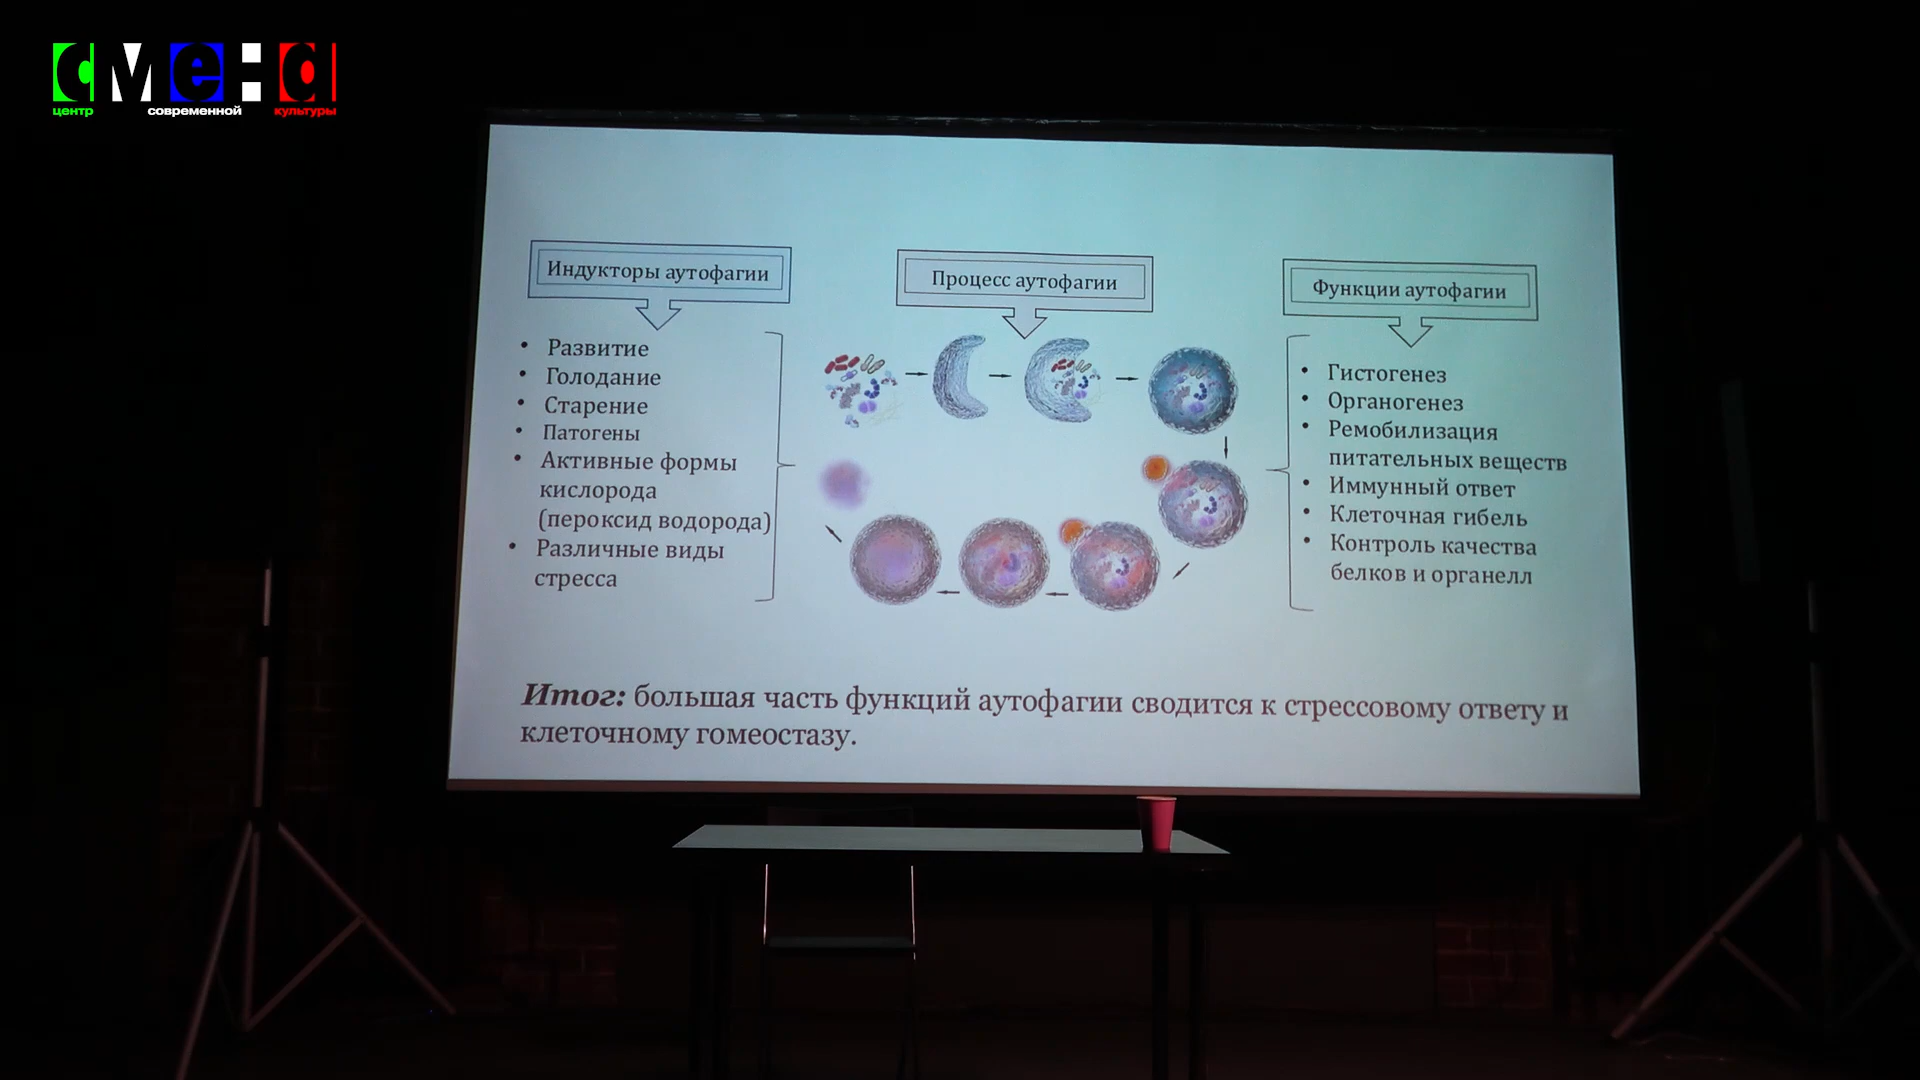 смена
центр современной культуры
Индукторы аутофагии
• Развитие
• Голодание
• Старение
• Патогены
• Активные формы
кислорода
(пероксид водорода)
• Различные виды
стресса
Процесс аутофагии
Функции аутофагии
• Гистогенез
• Органогенез
• Ремобилизация
питательных веществ
• Иммунный ответ
• Клеточная гибель
• Контроль качества
белков и органелл
Итог: большая часть функций аутофагии сводится к стрессовому ответу и
клеточному гомеостазу.